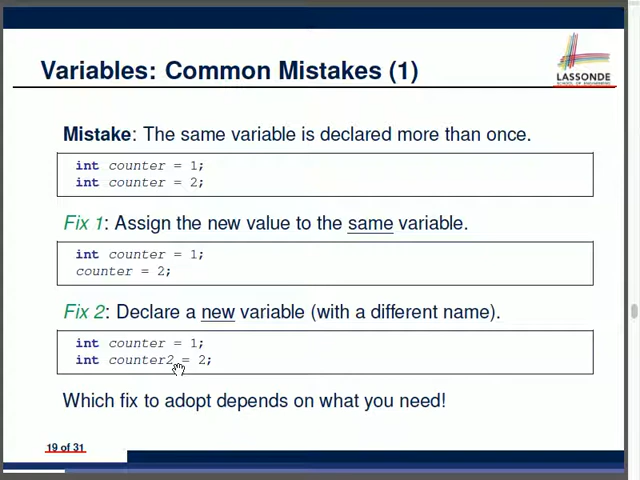 Variables: Common Mistakes (1)
LASSONDE
SCHOOL OF ENGINEERING
Mistake: The same variable is declared more than once.
int counter = 1;
int counter = 2;
Fix 1: Assign the new value to the same variable.
int counter = 1;
counter = 2;
Fix 2: Declare a new variable (with a different name).
int counter = 1;
int counter2 = 2;
Which fix to adopt depends on what you need!
19 of 31